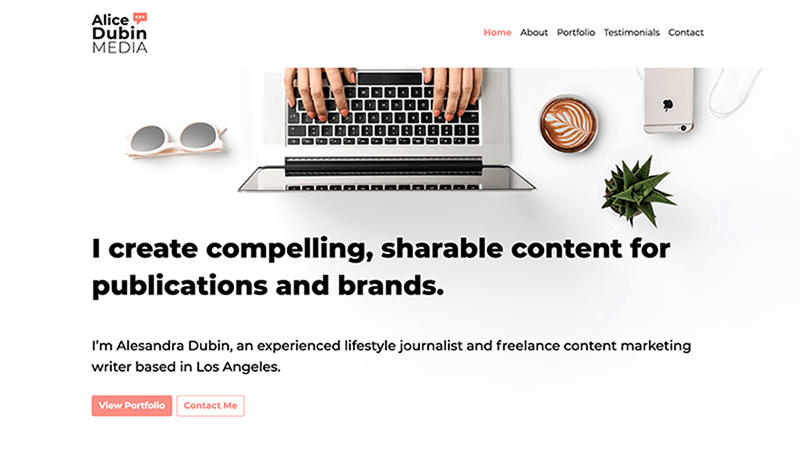 Alice
Dubin
MEDIA
Home About Portfolio Testimonials Contact
I create compelling, sharable content for
publications and brands.
I'm Alesandra Dubin, an experienced lifestyle journalist and freelance content marketing
writer based in Los Angeles.
View Portfolio Contact Me